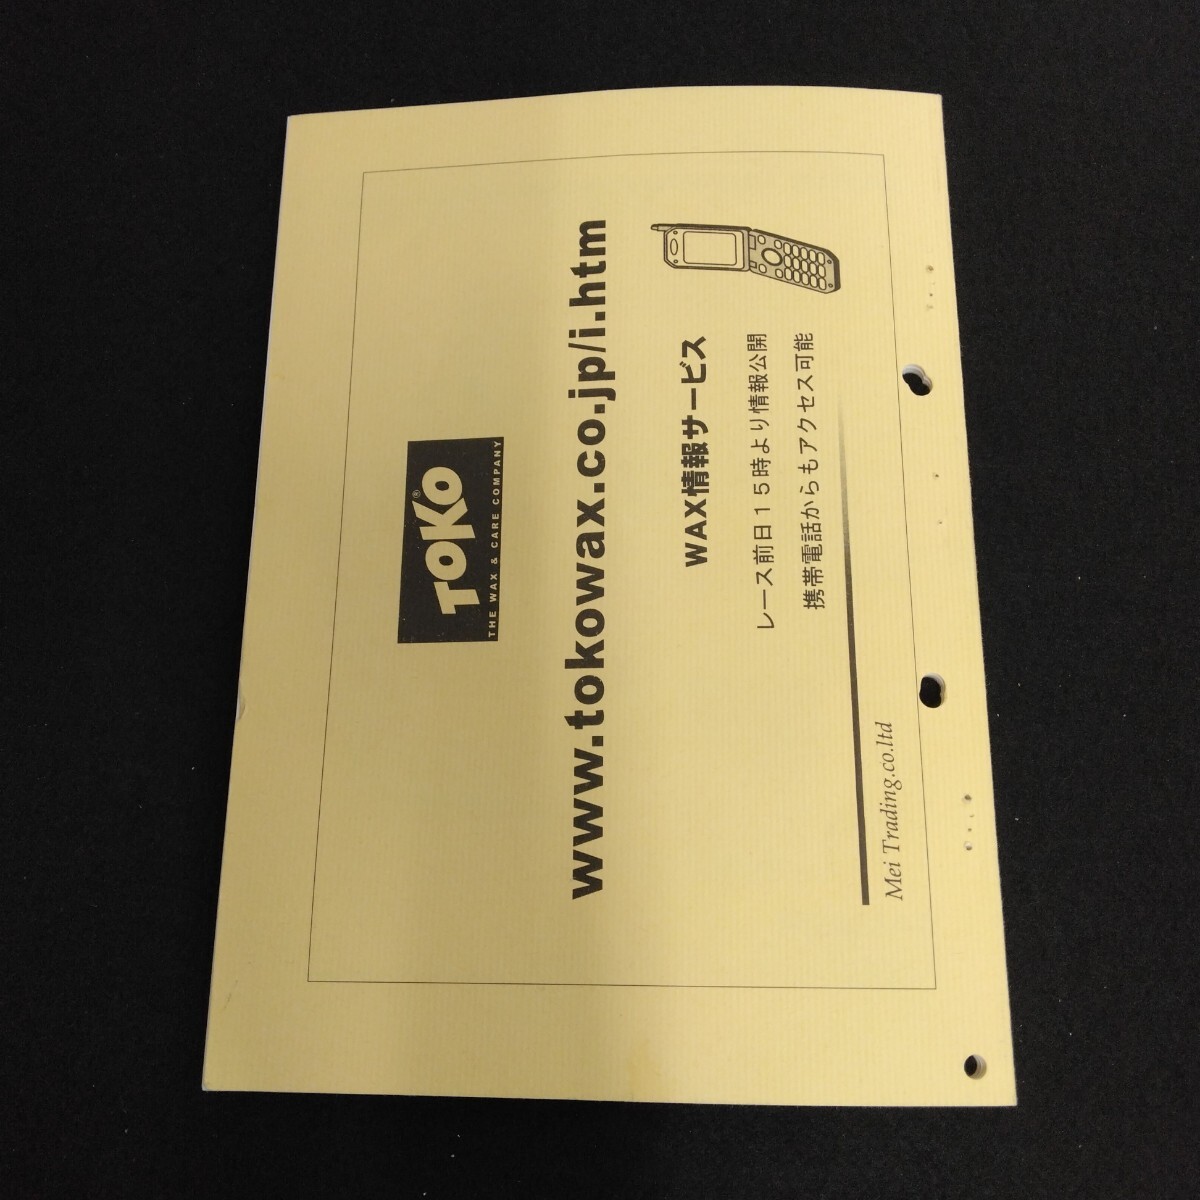 TOKO®
THE WAX & CARE COMPANY
www.tokowax.co.jp/i.htm
WAX情報サービス
レース前日15時より情報公開
携帯電話からもアクセス可能
Mei Trading.co.ltd